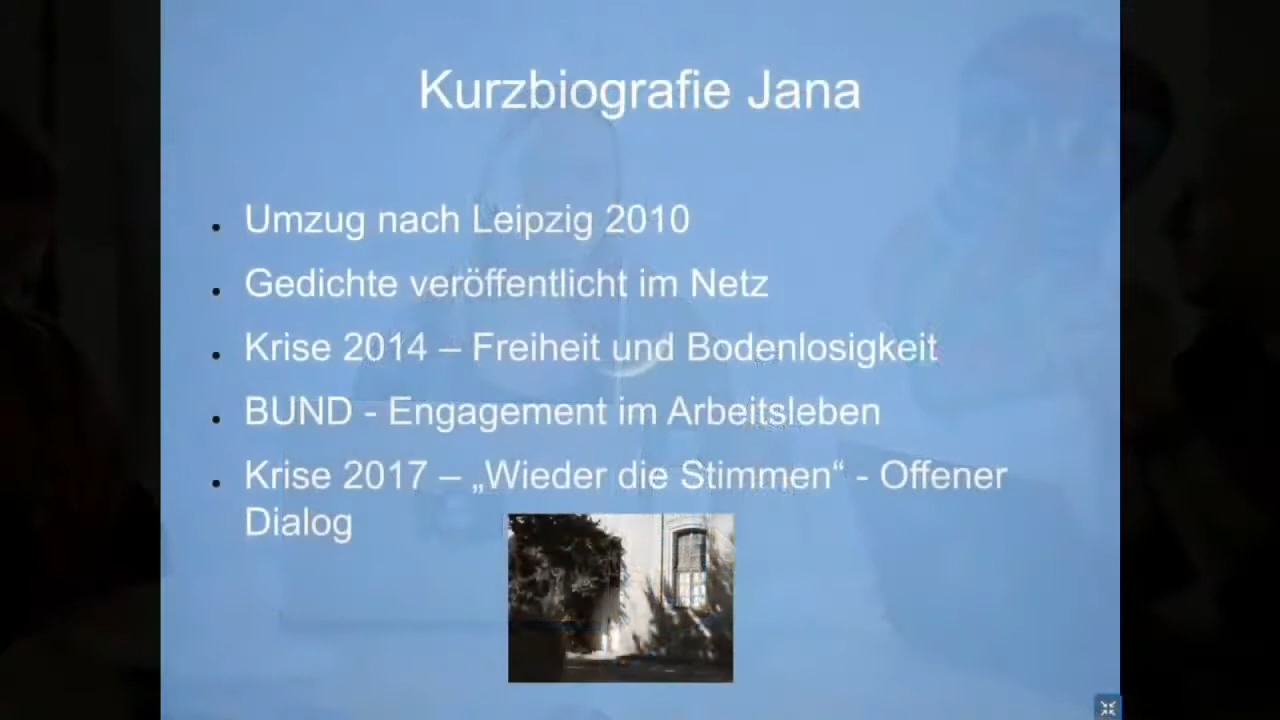 Kurzbiografie Jana
Umzug nach Leipzig 2010
Gedichte veröffentlicht im Netz
Krise 2014 – Freiheit und Bodenlosigkeit
BUND - Engagement im Arbeitsleben
Krise 2017 – „Wieder die Stimmen“ - Offener
Dialog